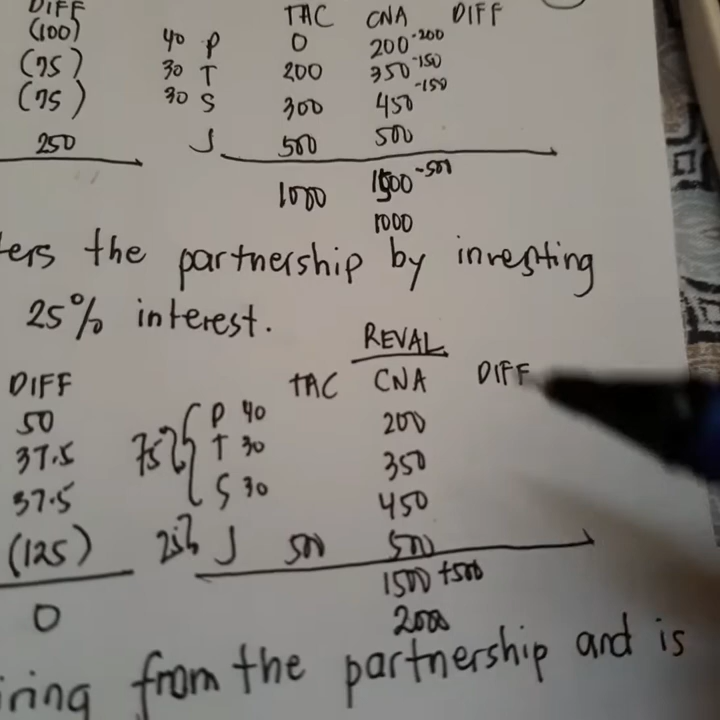 DIFF TAC CNA DIFF
(100) 40 P 0 200 -200
(75) 30 T 200 350 -150
(75) 30 S 300 450 -150
250 J 500 500
1000 1500 -500
1000
ters the partnership by investing
25% interest.
REVAL
DIFF TAC CNA DIFF
50 P 40 200
37.5 75% T 30 350
37.5 S 30 450
(125) 25% J 500 500
1500 +500
0 2000
iring from the partnership and is